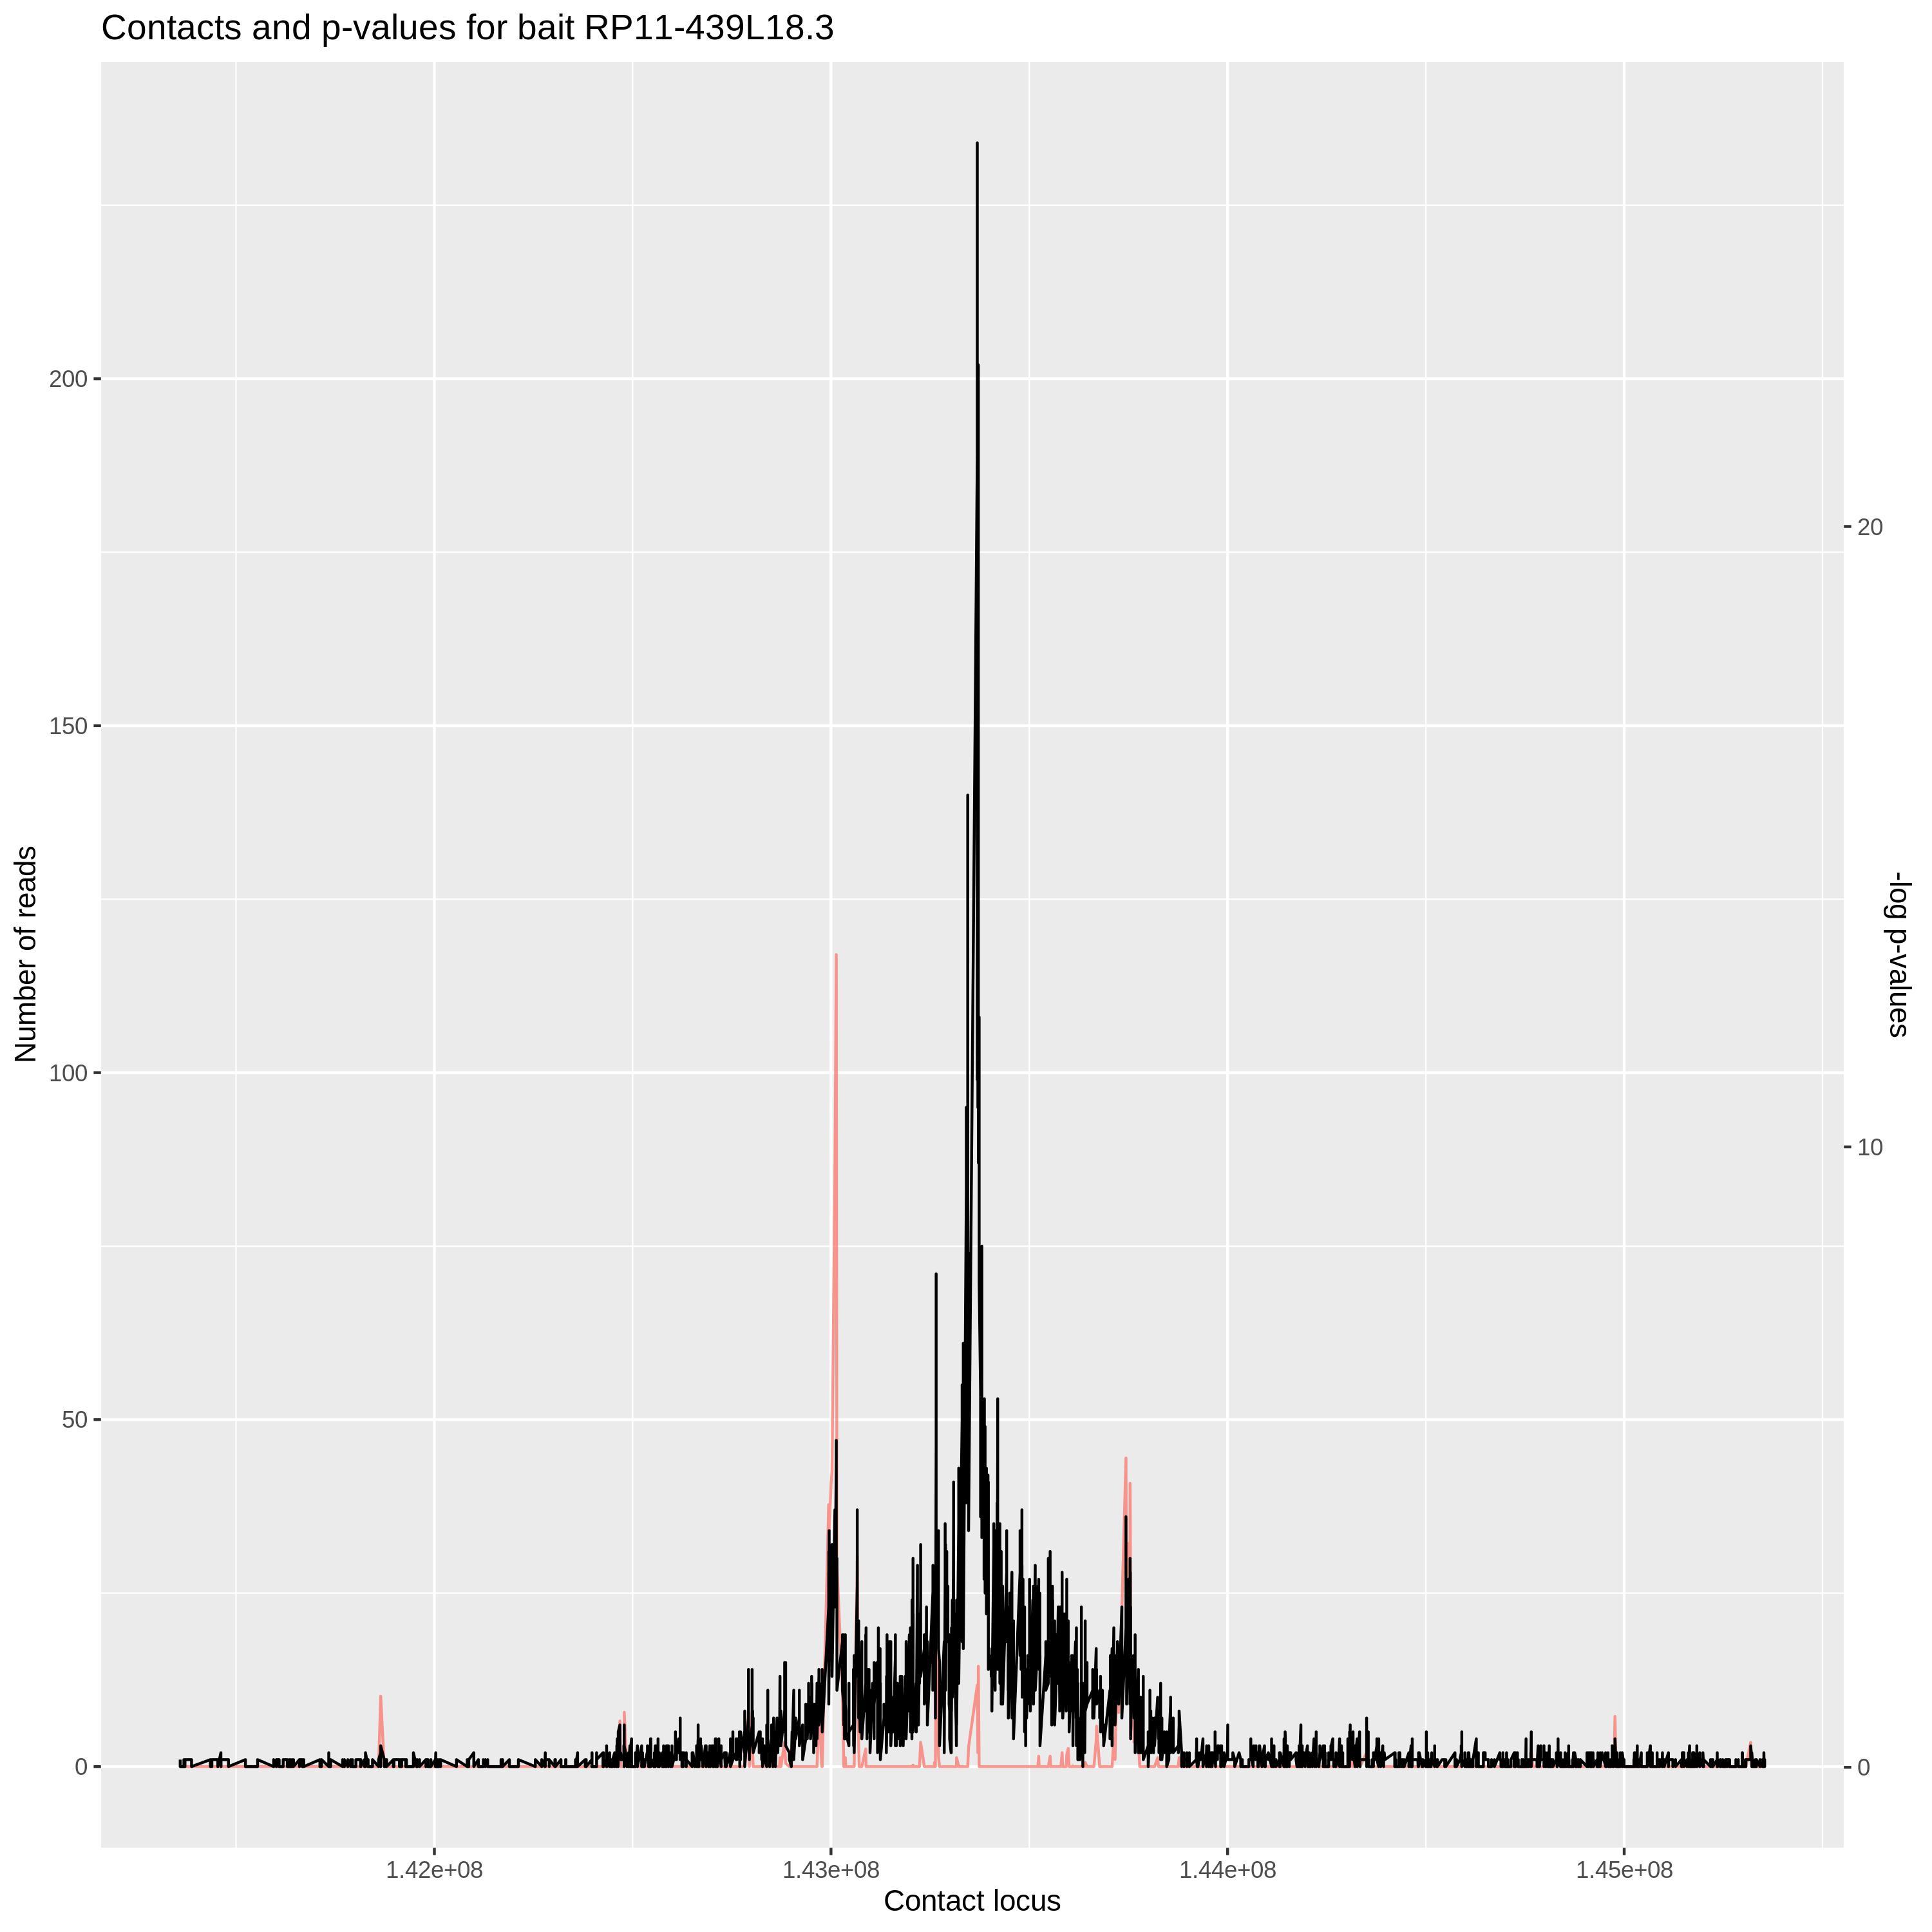 Contacts and p-values for bait RP11-439L18.3
Number of reads
200
150
100
50
0
20
10
0
-log p-values
1.42e+08
1.43e+08
1.44e+08
1.45e+08
Contact locus